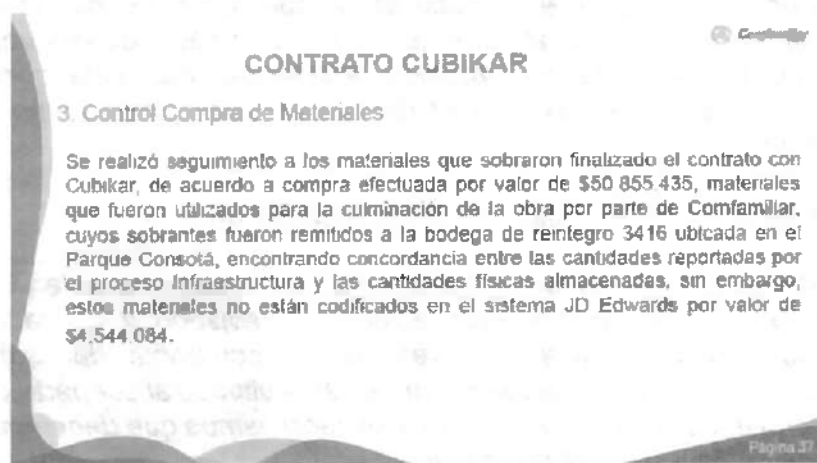 Comfamiliar
CONTRATO CUBIKAR
3. Control Compra de Materiales
Se realizó seguimiento a los materiales que sobraron finalizado el contrato con
Cubikar, de acuerdo a compra efectuada por valor de $50.855.435, materiales
que fueron utilizados para la culminación de la obra por parte de Comfamiliar,
cuyos sobrantes fueron remitidos a la bodega de reintegro 3416 ubicada en el
Parque Consotá, encontrando concordancia entre las cantidades reportadas por
el proceso Infraestructura y las cantidades físicas almacenadas, sin embargo,
estos materiales no están codificados en el sistema JD Edwards por valor de
$4.544.084.
Página 37